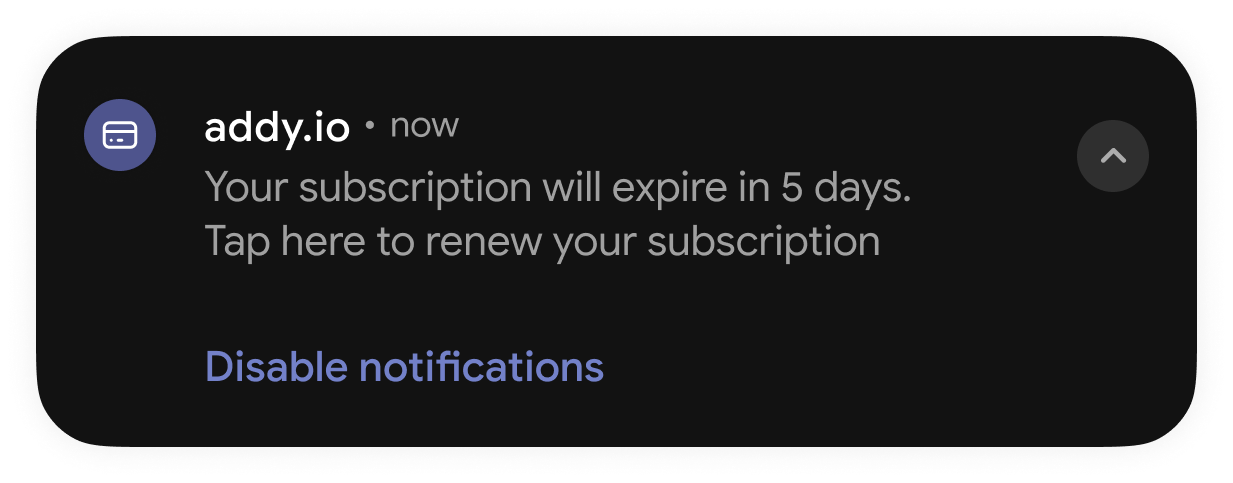 addy.io • now
Your subscription will expire in 5 days.
Tap here to renew your subscription
Disable notifications